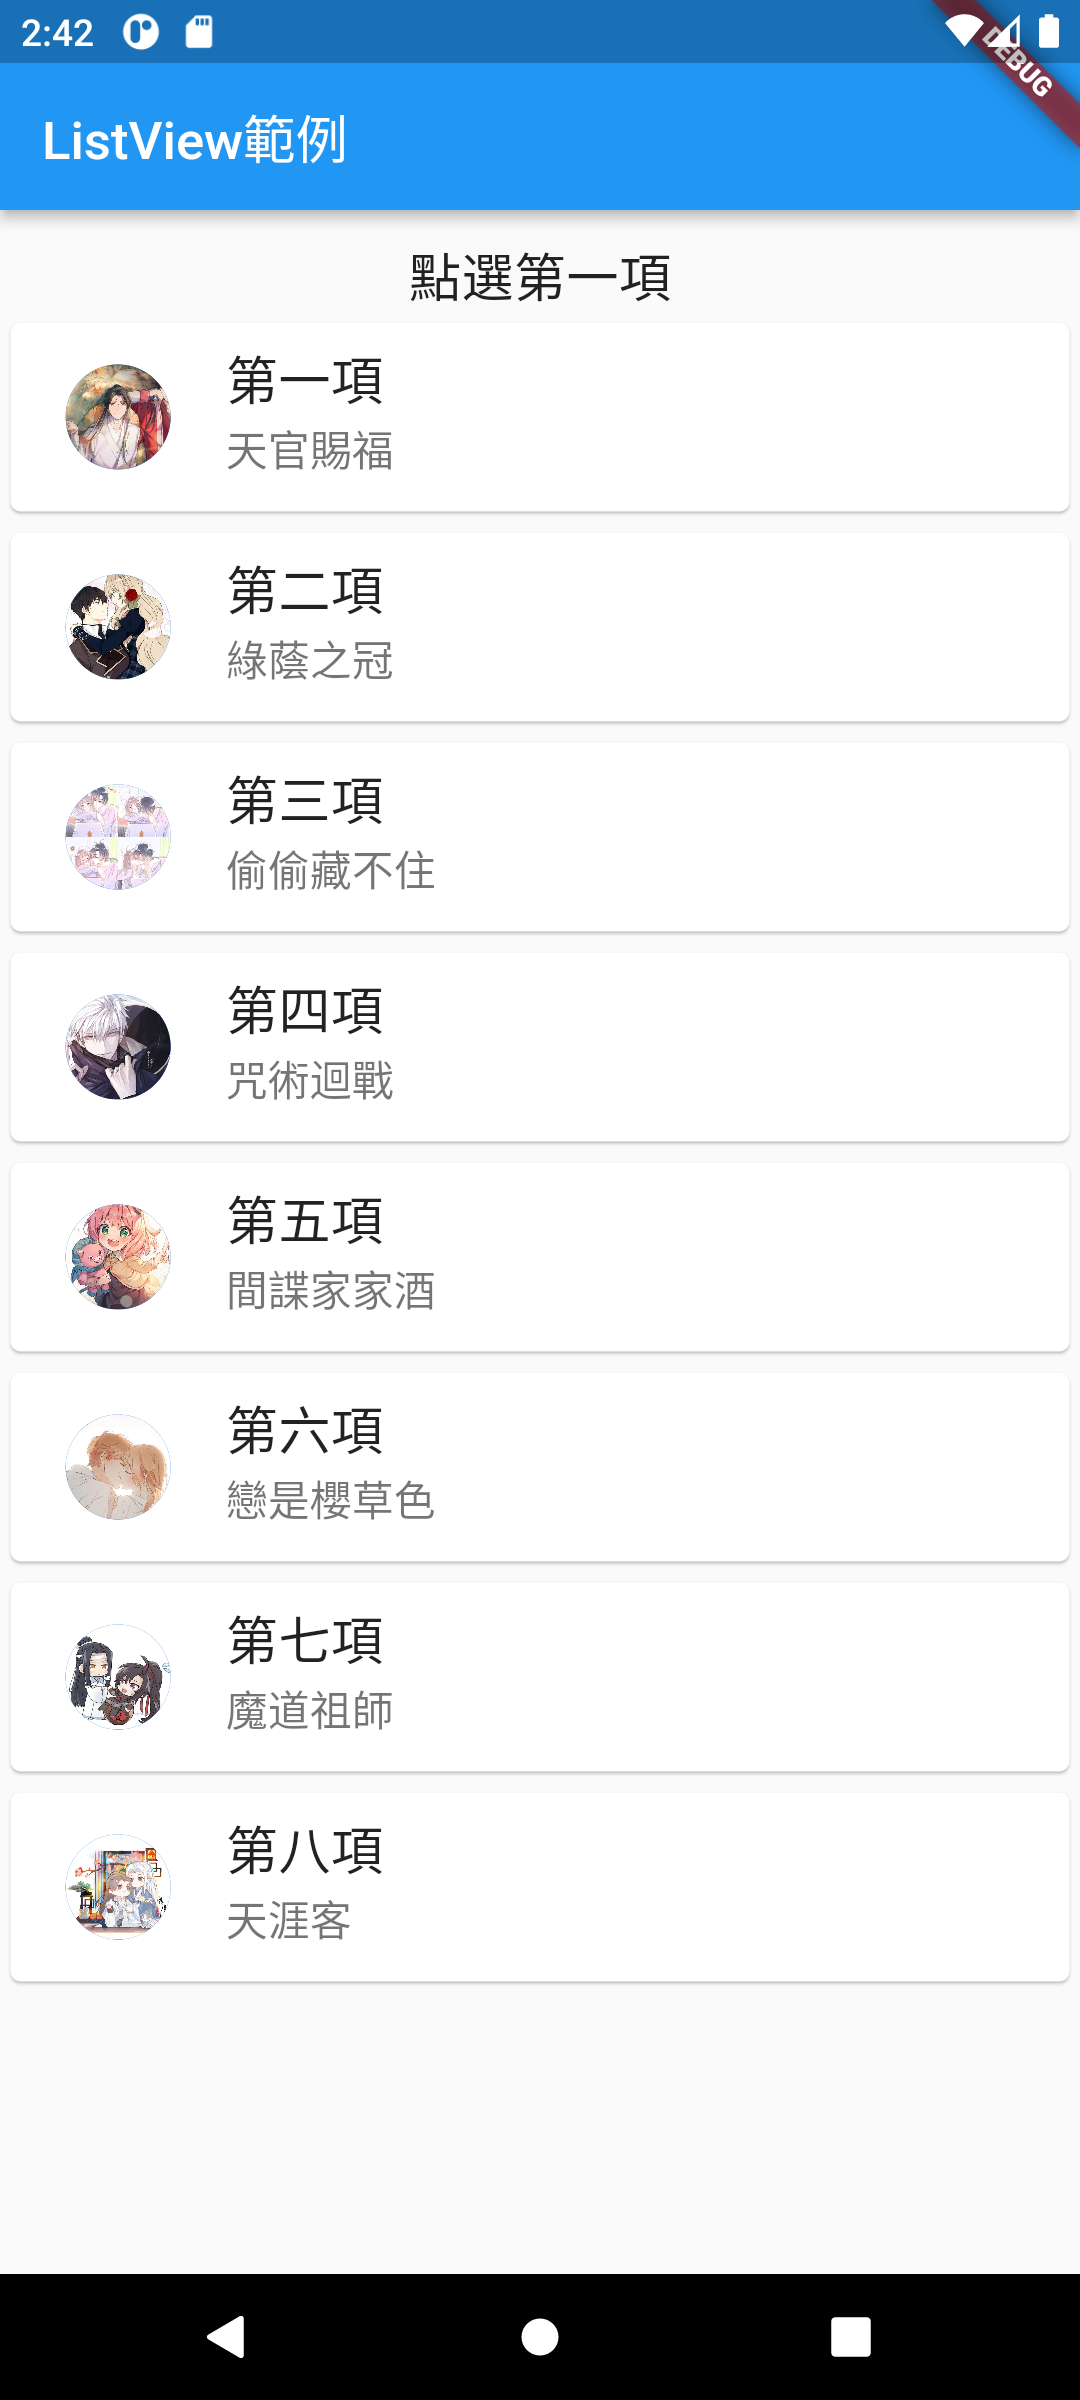 2:42
DEBUG
ListView範例
點選第一項
第一項
天官賜福
第二項
綠蔭之冠
第三項
偷偷藏不住
第四項
咒術迴戰
第五項
間諜家家酒
第六項
戀是櫻草色
第七項
魔道祖師
第八項
天涯客